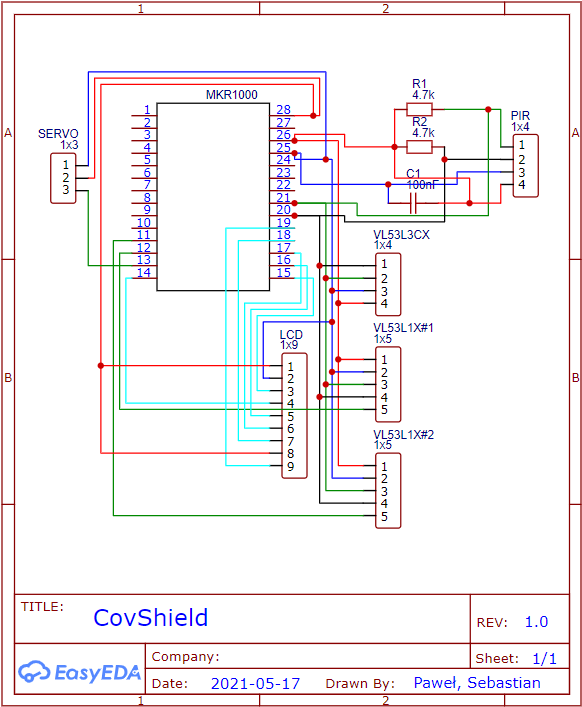 1 2
A A
B B
MKR1000
1 28
2 27
3 26
4 25
5 24
6 23
7 22
8 21
9 20
10 19
11 18
12 17
13 16
14 15
SERVO
1x3
1
2
3
R1
4.7k
R2
4.7k
C1
100nF
PIR
1x4
1
2
3
4
VL53L3CX
1x4
1
2
3
4
LCD
1x9
1
2
3
4
5
6
7
8
9
VL53L1X#1
1x5
1
2
3
4
5
VL53L1X#2
1x5
1
2
3
4
5
TITLE:
CovShield
REV: 1.0
EasyEDA
Company:
Sheet: 1/1
Date: 2021-05-17 Drawn By: Paweł, Sebastian
1 2